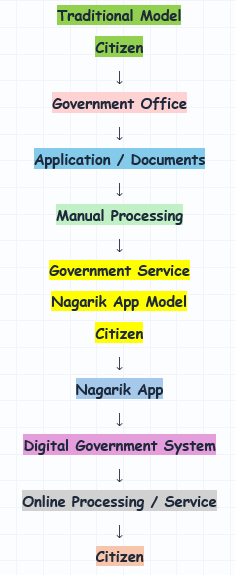 Traditional Model
Citizen
↓
Government Office
↓
Application / Documents
↓
Manual Processing
↓
Government Service
Nagarik App Model
Citizen
↓
Nagarik App
↓
Digital Government System
↓
Online Processing / Service
↓
Citizen